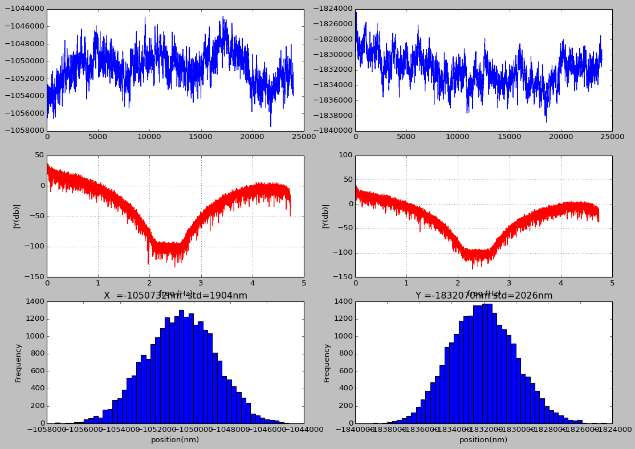 −1044000
−1046000
−1048000
−1050000
−1052000
−1054000
−1056000
−1058000
0 5000 10000 15000 20000 25000
−1824000
−1826000
−1828000
−1830000
−1832000
−1834000
−1836000
−1838000
−1840000
0 5000 10000 15000 20000 25000
50
0
−50
−100
−150
|Y(db)|
0 1 2 3 4 5
freq (Hz)
100
50
0
−50
−100
−150
|Y(db)|
0 1 2 3 4 5
freq (Hz)
X =-1050732nm std=1904nm
1400
1200
1000
800
600
400
200
0
Frequency
−1058000 −1056000 −1054000 −1052000 −1050000 −1048000 −1046000 −1044000
position(nm)
Y =-1832070nm std=2026nm
1400
1200
1000
800
600
400
200
0
Frequency
−1840000 −1838000 −1836000 −1834000 −1832000 −1830000 −1828000 −1826000 −1824000
position(nm)